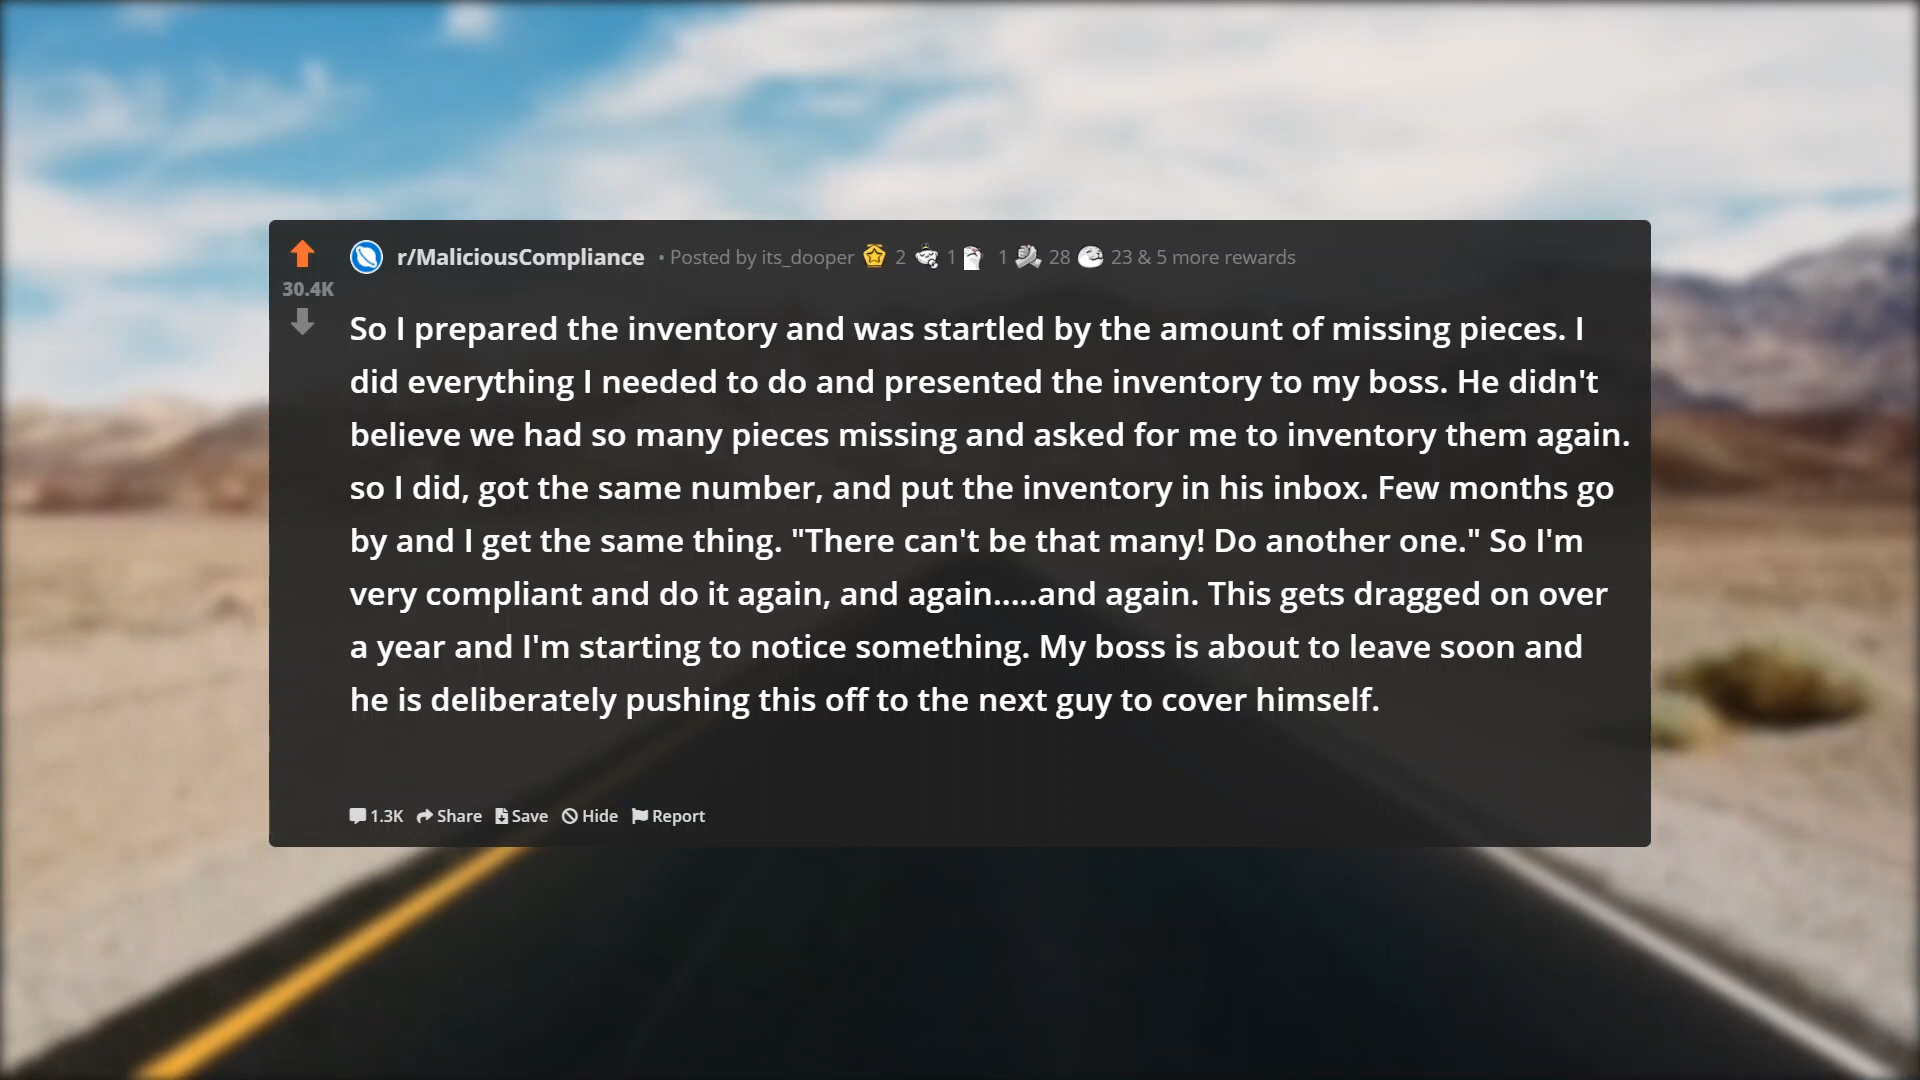 r/MaliciousCompliance • Posted by its_dooper 2 1 1 28 23 & 5 more rewards
30.4K
So I prepared the inventory and was startled by the amount of missing pieces. I
did everything I needed to do and presented the inventory to my boss. He didn't
believe we had so many pieces missing and asked for me to inventory them again.
so I did, got the same number, and put the inventory in his inbox. Few months go
by and I get the same thing. "There can't be that many! Do another one." So I'm
very compliant and do it again, and again.....and again. This gets dragged on over
a year and I'm starting to notice something. My boss is about to leave soon and
he is deliberately pushing this off to the next guy to cover himself.
1.3K Share Save Hide Report